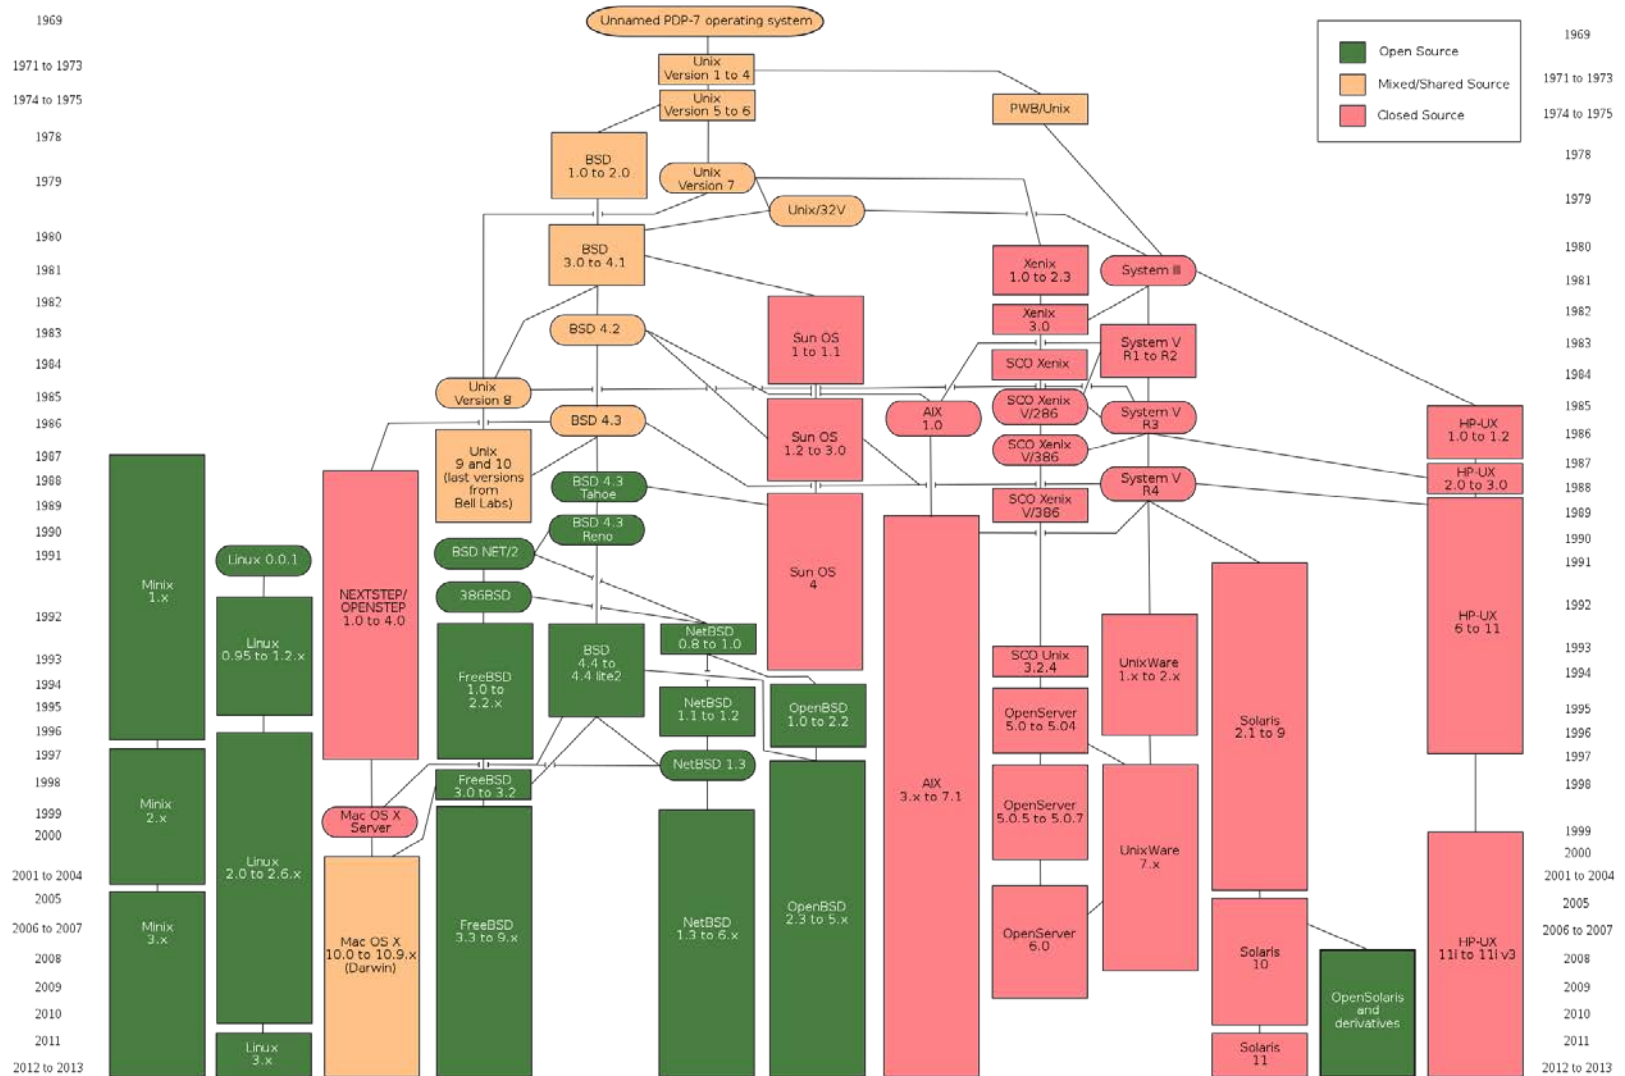 1969
1971 to 1973
1974 to 1975
1978
1979
1980
1981
1982
1983
1984
1985
1986
1987
1988
1989
1990
1991
1992
1993
1994
1995
1996
1997
1998
1999
2000
2001 to 2004
2005
2006 to 2007
2008
2009
2010
2011
2012 to 2013
Unnamed PDP-7 operating system
Unix
Version 1 to 4
Unix
Version 5 to 6
PWB/Unix
BSD
1.0 to 2.0
Unix
Version 7
Unix/32V
BSD
3.0 to 4.1
Xenix
1.0 to 2.3
System III
Xenix
3.0
BSD 4.2
Sun OS
1 to 1.1
System V
R1 to R2
SCO Xenix
Unix
Version 8
SCO Xenix
V/286
AIX
1.0
System V
R3
BSD 4.3
HP-UX
1.0 to 1.2
Sun OS
1.2 to 3.0
SCO Xenix
V/386
Unix
9 and 10
(last versions
from
Bell Labs)
HP-UX
2.0 to 3.0
BSD 4.3
Tahoe
System V
R4
SCO Xenix
V/386
BSD 4.3
Reno
BSD NET/2
Linux 0.0.1
Minix
1.x
NEXTSTEP/
OPENSTEP
1.0 to 4.0
386BSD
Sun OS
4
HP-UX
6 to 11
NetBSD
0.8 to 1.0
Linux
0.95 to 1.2.x
BSD
4.4 to
4.4 lite2
SCO Unix
3.2.4
UnixWare
1.x to 2.x
FreeBSD
1.0 to
2.2.x
NetBSD
1.1 to 1.2
OpenBSD
1.0 to 2.2
OpenServer
5.0 to 5.04
Solaris
2.1 to 9
NetBSD 1.3
FreeBSD
3.0 to 3.2
AIX
3.x to 7.1
Minix
2.x
Mac OS X
Server
OpenServer
5.0.5 to 5.0.7
UnixWare
7.x
Linux
2.0 to 2.6.x
OpenBSD
2.3 to 5.x
FreeBSD
3.3 to 9.x
NetBSD
1.3 to 6.x
Minix
3.x
Mac OS X
10.0 to 10.9.x
(Darwin)
OpenServer
6.0
Solaris
10
HP-UX
11i to 11i v3
OpenSolaris
and
derivatives
Linux
3.x
Solaris
11
Open Source
Mixed/Shared Source
Closed Source
1969
1971 to 1973
1974 to 1975
1978
1979
1980
1981
1982
1983
1984
1985
1986
1987
1988
1989
1990
1991
1992
1993
1994
1995
1996
1997
1998
1999
2000
2001 to 2004
2005
2006 to 2007
2008
2009
2010
2011
2012 to 2013